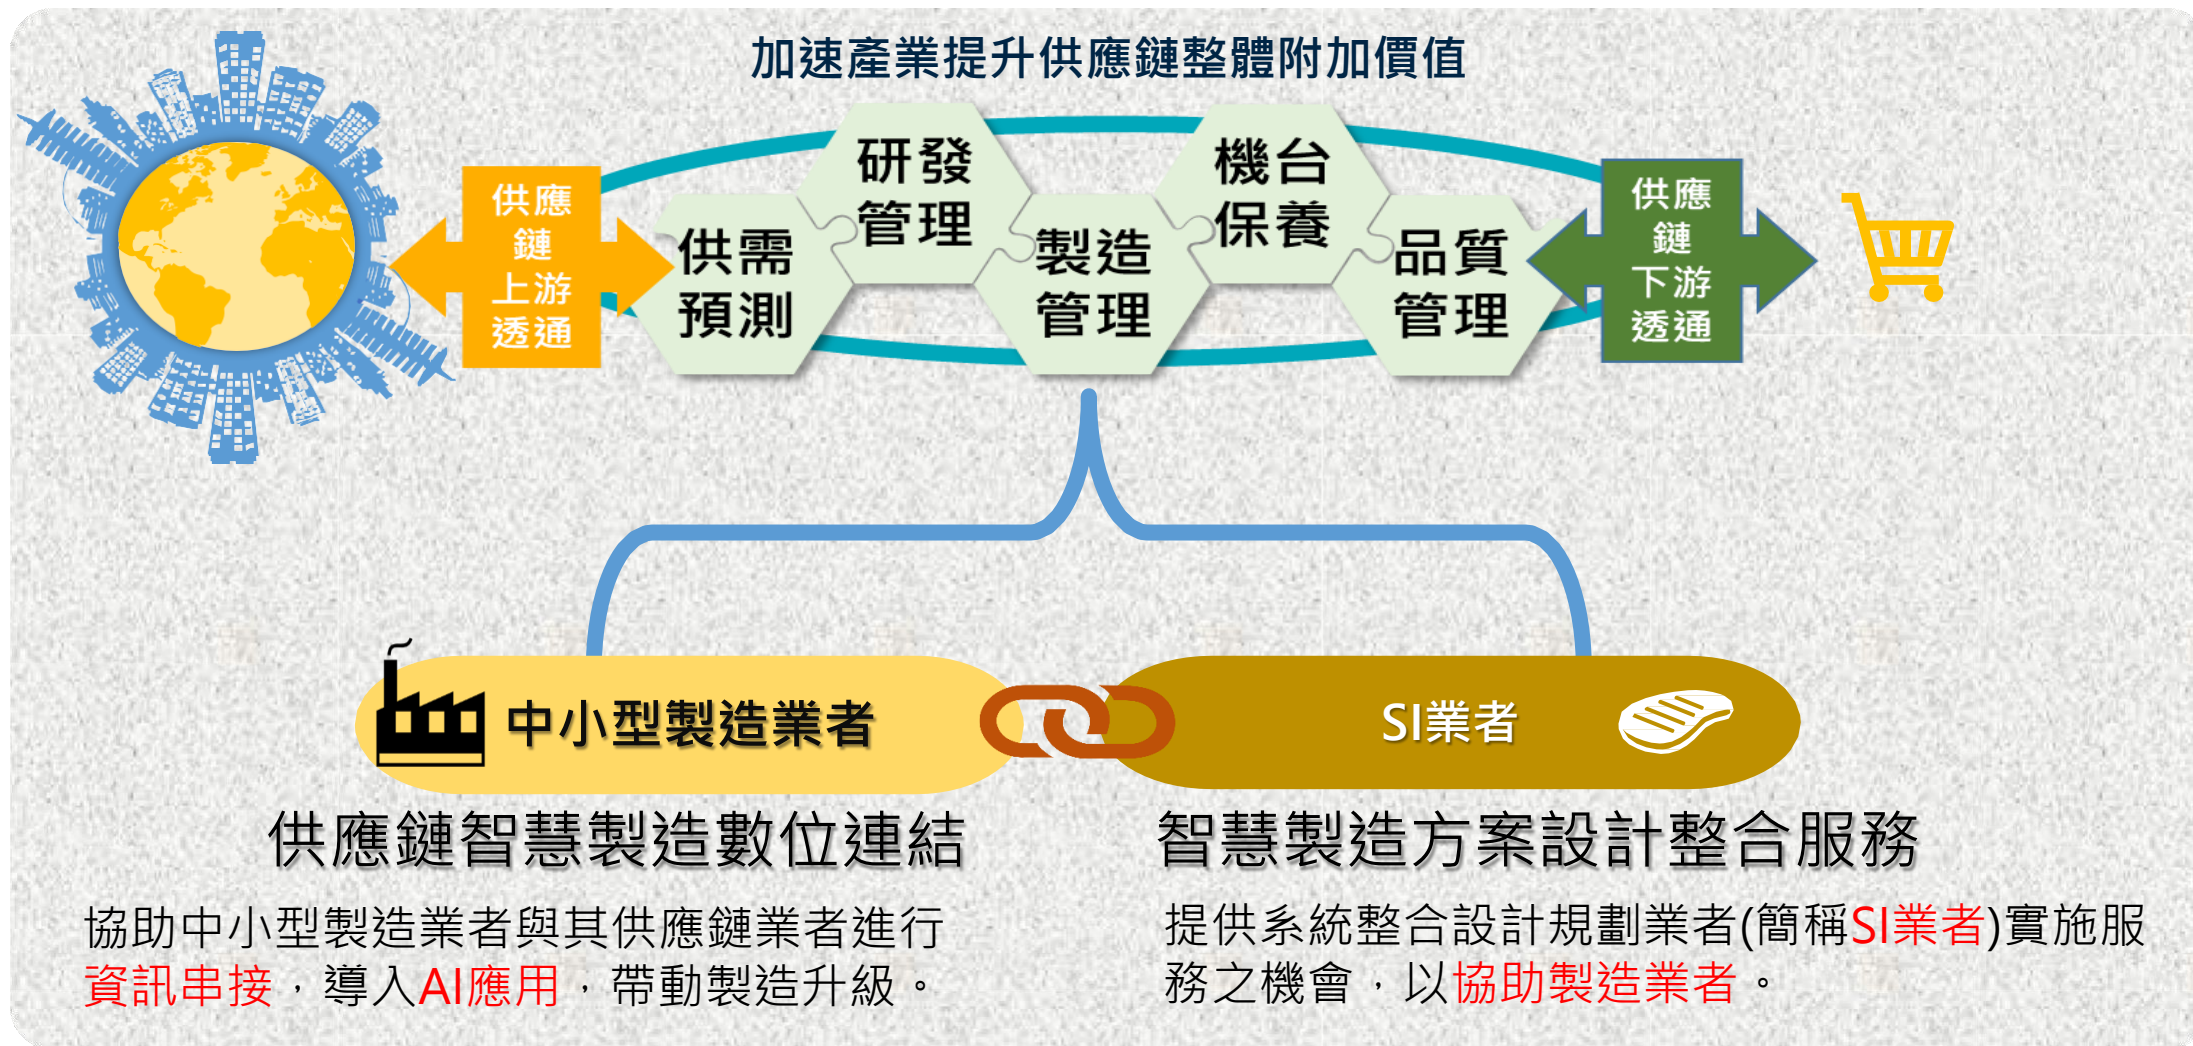 加速產業提升供應鏈整體附加價值
供應
鏈
上游
透通
供需
預測
研發
管理
製造
管理
機台
保養
品質
管理
供應
鏈
下游
透通
中小型製造業者
SI業者
供應鏈智慧製造數位連結
協助中小型製造業者與其供應鏈業者進行
資訊串接，導入AI應用，帶動製造升級。
智慧製造方案設計整合服務
提供系統整合設計規劃業者(簡稱SI業者)實施服
務之機會，以協助製造業者。